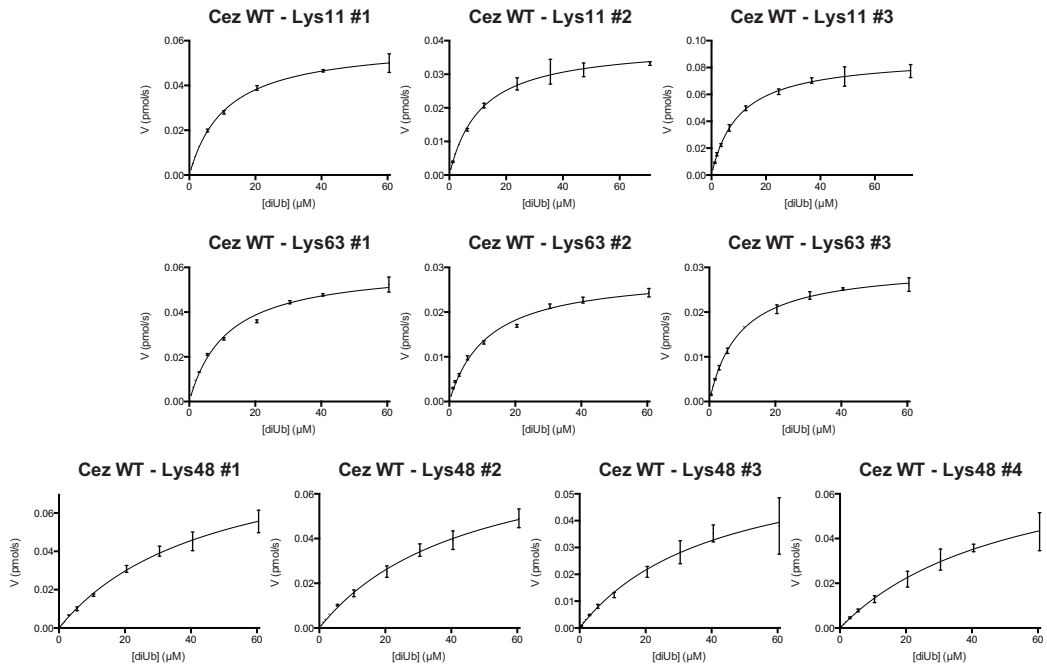 Cez WT - Lys11 #1
Cez WT - Lys11 #2
Cez WT - Lys11 #3
0.06
0.04
0.02
0.00
V (pmol/s)
0 20 40 60
[diUb] (µM)
0.04
0.03
0.02
0.01
0.00
V (pmol/s)
0 20 40 60
[diUb] (µM)
0.10
0.08
0.06
0.04
0.02
0.00
V (pmol/s)
0 20 40 60
[diUb] (µM)
Cez WT - Lys63 #1
Cez WT - Lys63 #2
Cez WT - Lys63 #3
0.06
0.04
0.02
0.00
V (pmol/s)
0 20 40 60
[diUb] (µM)
0.03
0.02
0.01
0.00
V (pmol/s)
0 20 40 60
[diUb] (µM)
0.03
0.02
0.01
0.00
V (pmol/s)
0 20 40 60
[diUb] (µM)
Cez WT - Lys48 #1
Cez WT - Lys48 #2
Cez WT - Lys48 #3
Cez WT - Lys48 #4
0.06
0.04
0.02
0.00
V (pmol/s)
0 20 40 60
[diUb] (µM)
0.06
0.04
0.02
0.00
V (pmol/s)
0 20 40 60
[diUb] (µM)
0.05
0.04
0.03
0.02
0.01
0.00
V (pmol/s)
0 20 40 60
[diUb] (µM)
0.06
0.04
0.02
0.00
V (pmol/s)
0 20 40 60
[diUb] (µM)